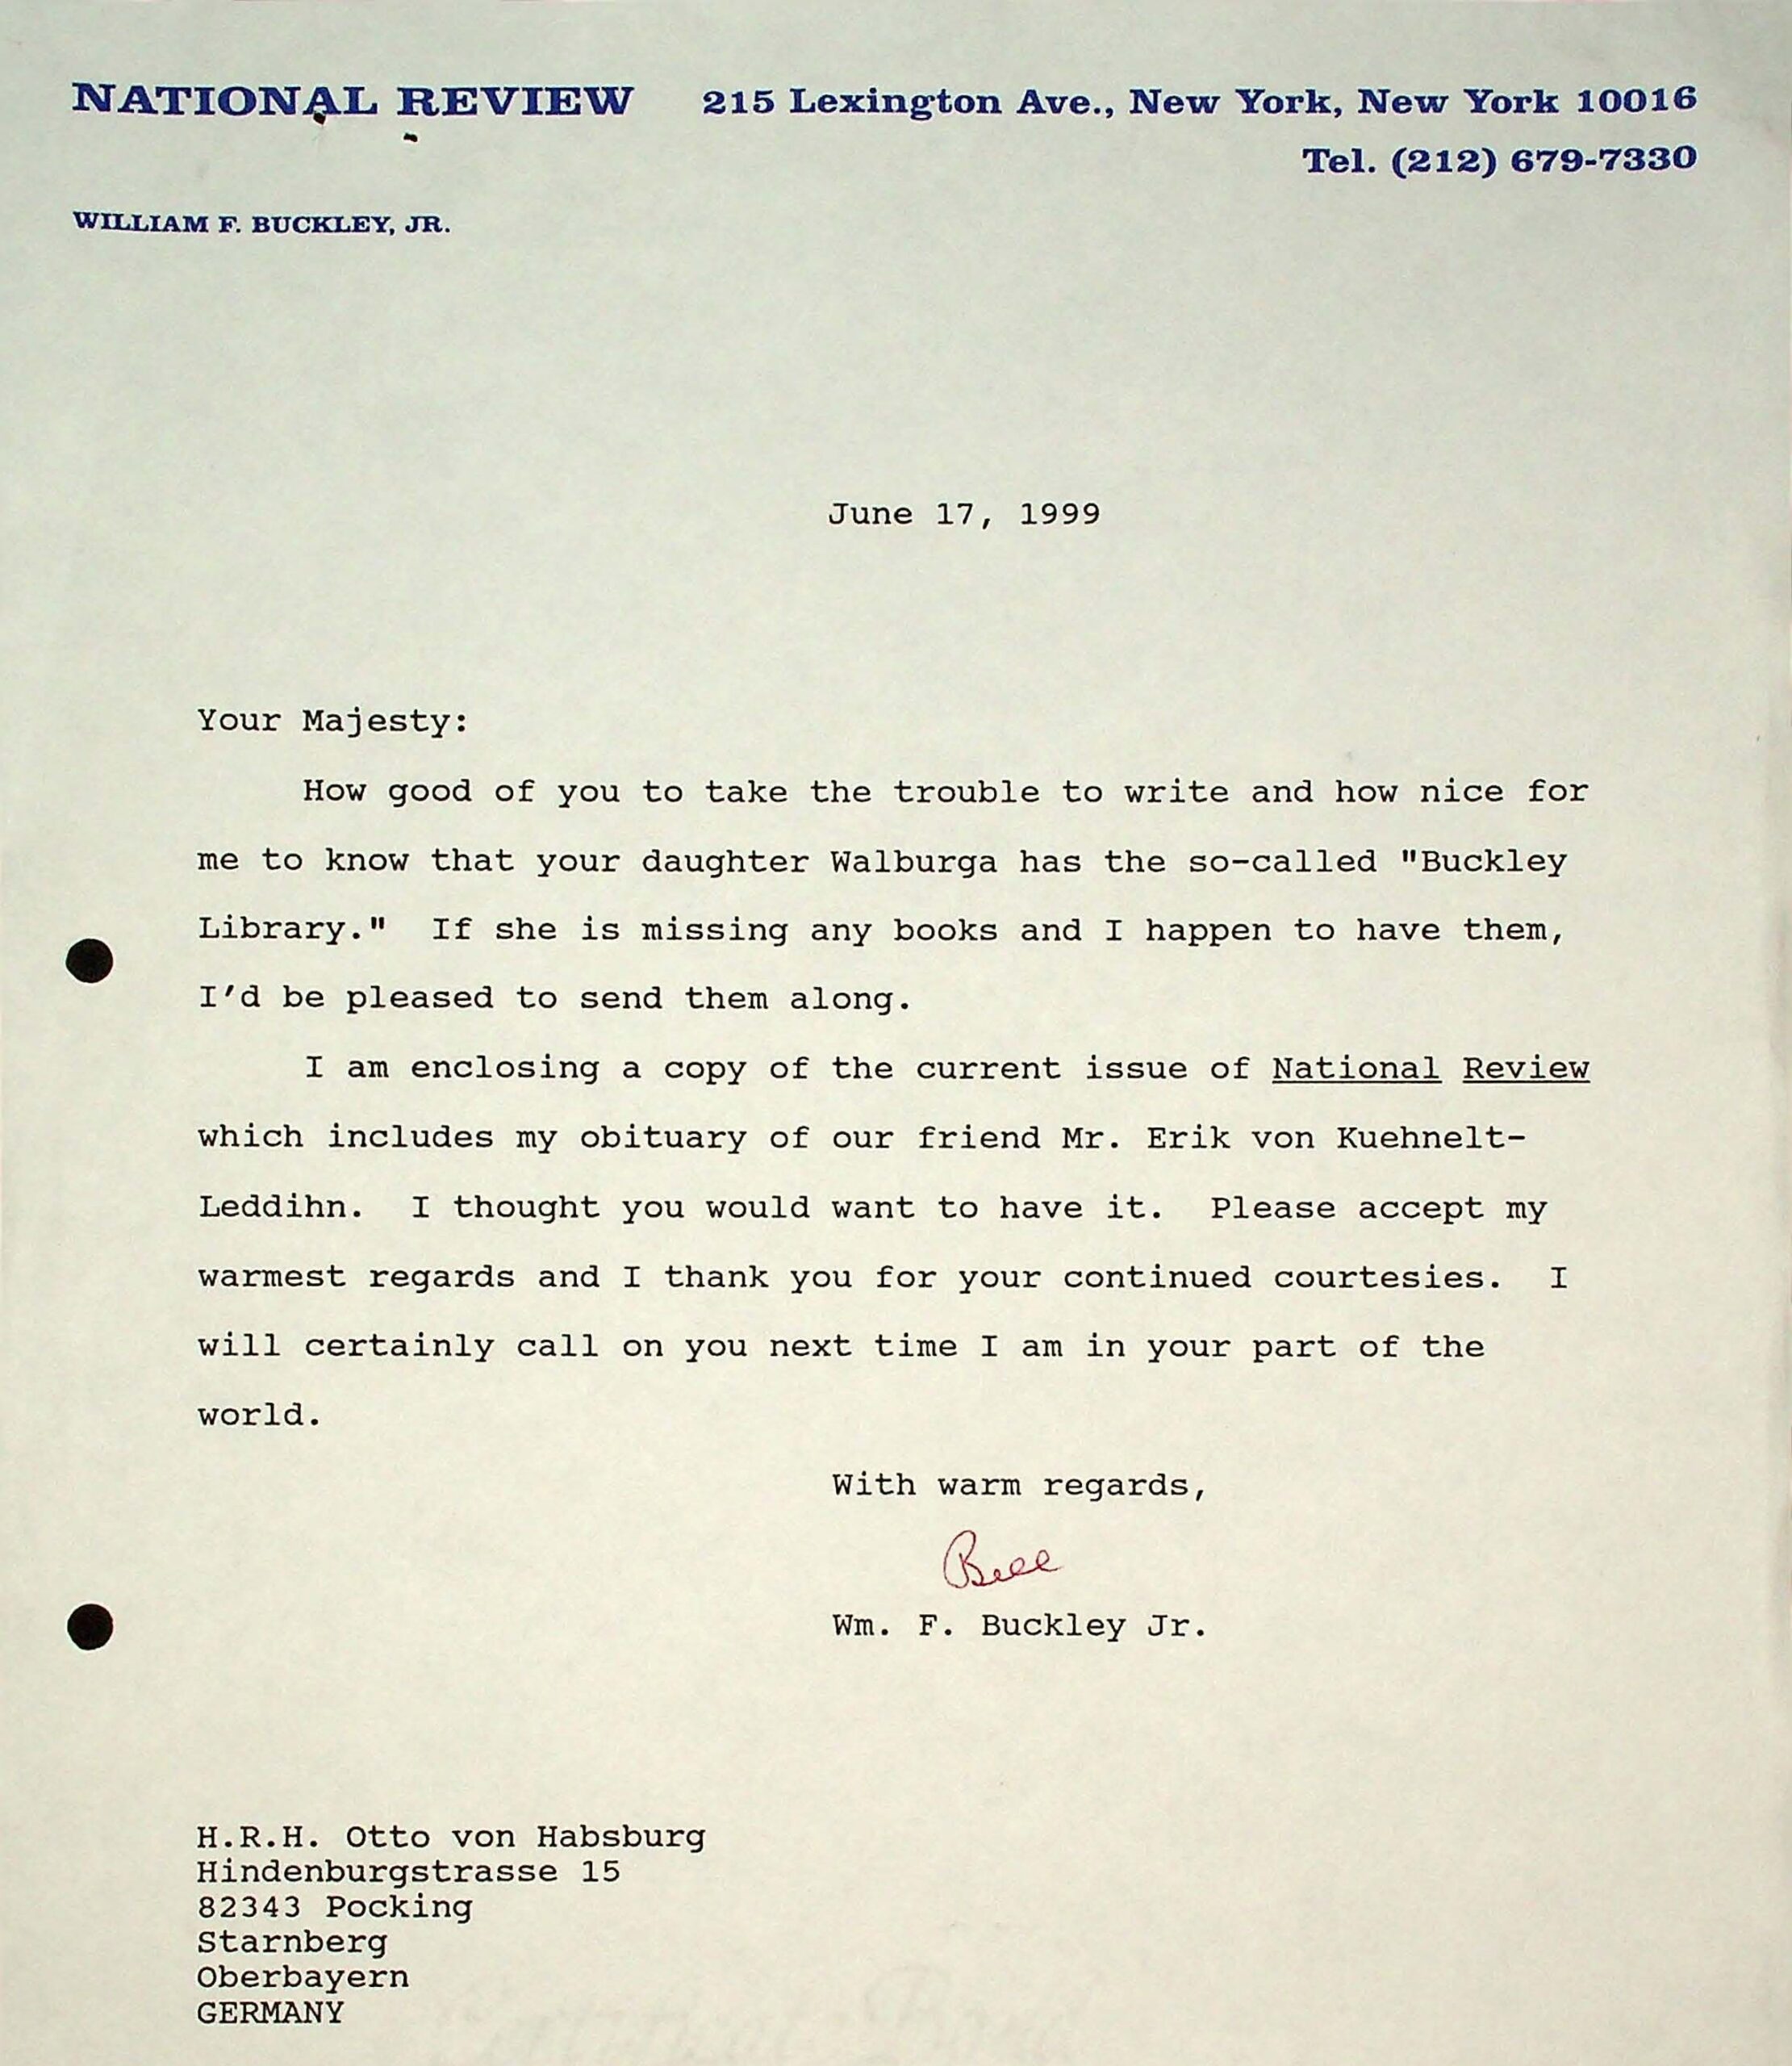 NATIONAL REVIEW 215 Lexington Ave., New York, New York 10016
Tel. (212) 679-7330
WILLIAM F. BUCKLEY, JR.
June 17, 1999
Your Majesty:
How good of you to take the trouble to write and how nice for
me to know that your daughter Walburga has the so-called "Buckley
Library." If she is missing any books and I happen to have them,
I'd be pleased to send them along.
I am enclosing a copy of the current issue of National Review
which includes my obituary of our friend Mr. Erik von Kuehnelt-
Leddihn. I thought you would want to have it. Please accept my
warmest regards and I thank you for your continued courtesies. I
will certainly call on you next time I am in your part of the
world.
With warm regards,
Bill
Wm. F. Buckley Jr.
H.R.H. Otto von Habsburg
Hindenburgstrasse 15
82343 Pocking
Starnberg
Oberbayern
GERMANY